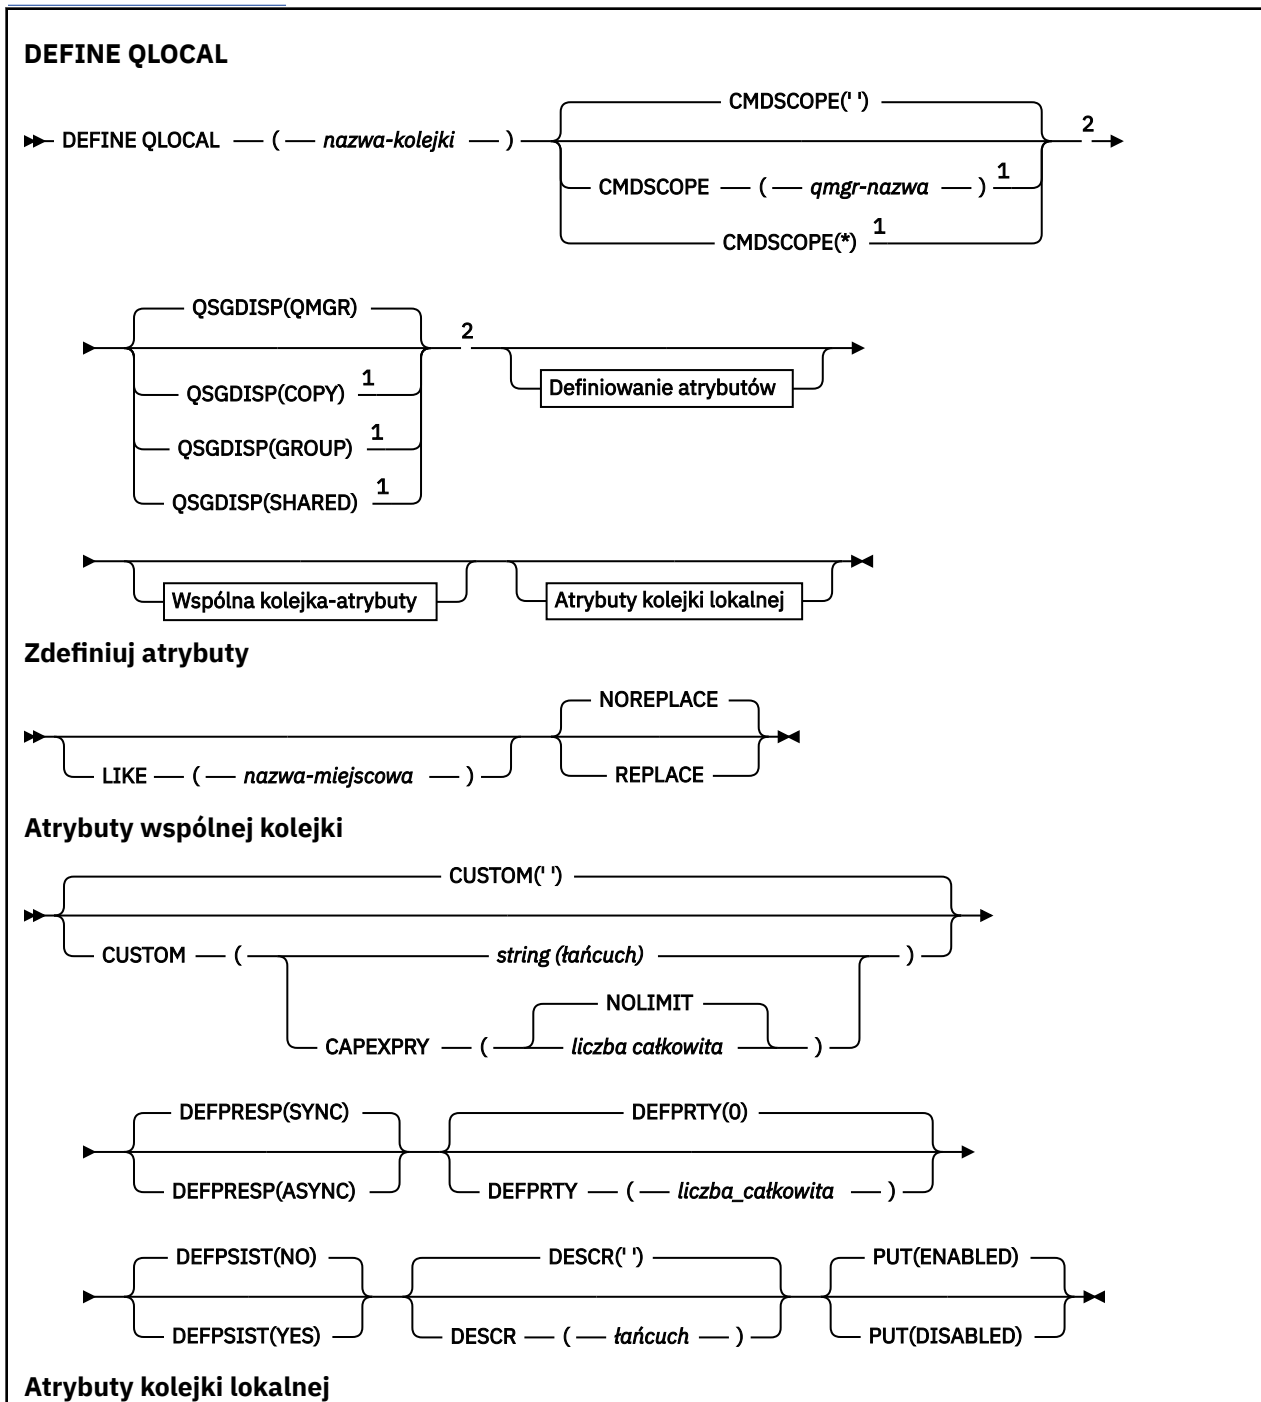 DEFINE QLOCAL
CMDSCOPE(' ')
DEFINE QLOCAL ( nazwa-kolejki ) 2
CMDSCOPE ( qmgr-nazwa ) 1
CMDSCOPE(*) 1
QSGDISP(QMGR)
2
QSGDISP(COPY) 1
Definiowanie atrybutów
QSGDISP(GROUP) 1
QSGDISP(SHARED) 1
Wspólna kolejka-atrybuty Atrybuty kolejki lokalnej
Zdefiniuj atrybuty
NOREPLACE
LIKE ( nazwa-miejscowa ) REPLACE
Atrybuty wspólnej kolejki
CUSTOM(' ')
CUSTOM ( string (łańcuch) )
NOLIMIT
CAPEXPRY ( liczba całkowita )
DEFPRESP(SYNC) DEFPRTY(0)
DEFPRESP(ASYNC) DEFPRTY ( liczba_całkowita )
DEFPSIST(NO) DESCR(' ') PUT(ENABLED)
DEFPSIST(YES) DESCR ( łańcuch ) PUT(DISABLED)
Atrybuty kolejki lokalnej